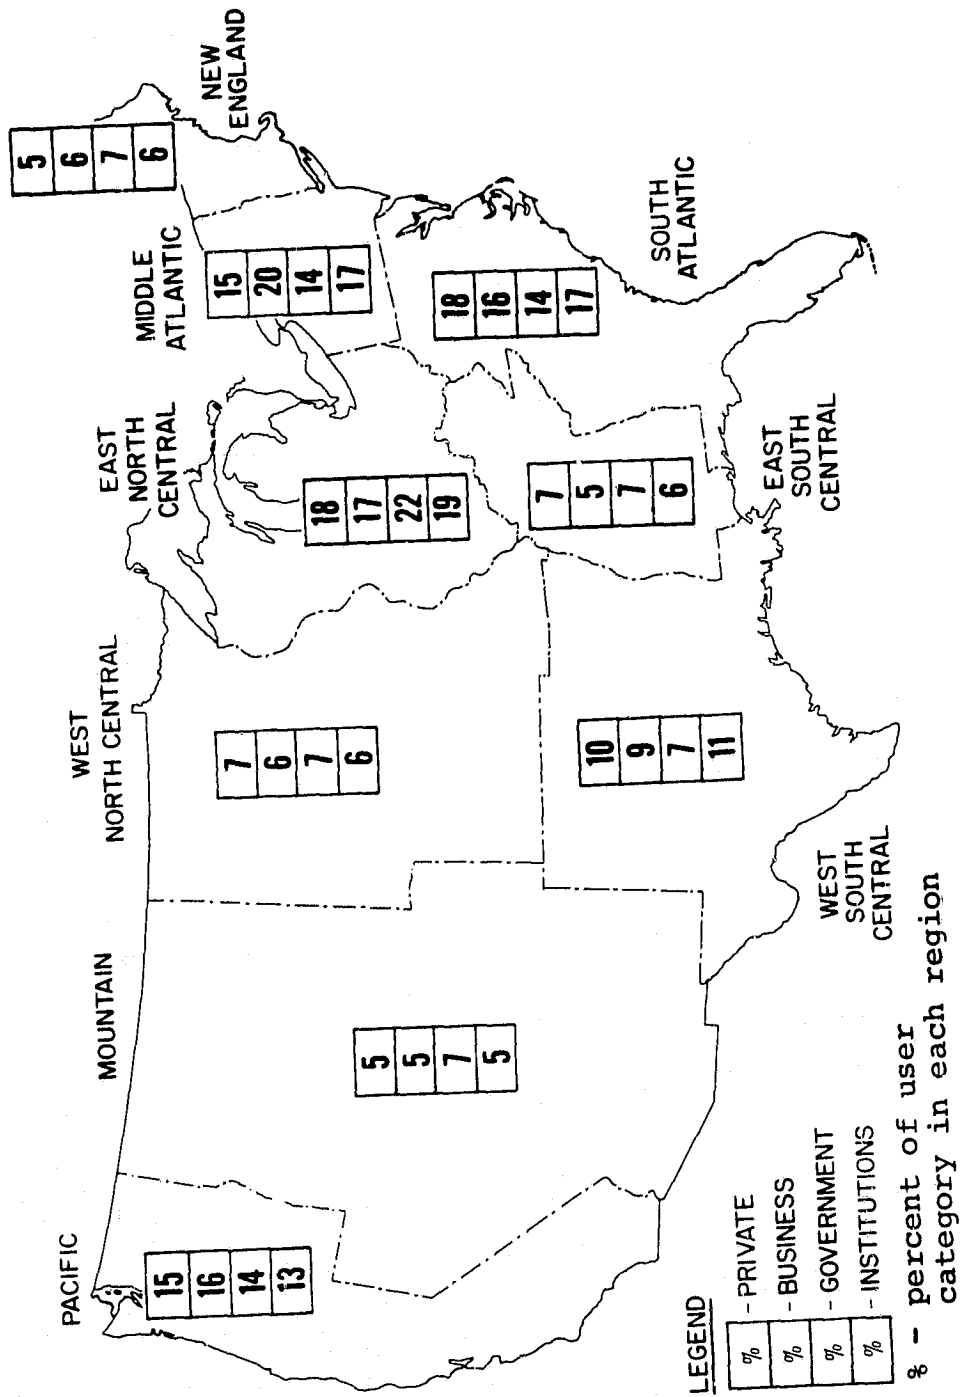 PACIFIC
15
16
14
13
MOUNTAIN
5
5
7
5
WEST
NORTH CENTRAL
7
6
7
6
EAST
NORTH
CENTRAL
18
17
22
19
MIDDLE
ATLANTIC
15
20
14
17
NEW
ENGLAND
5
6
7
6
SOUTH
ATLANTIC
18
16
14
17
EAST
SOUTH
CENTRAL
7
5
7
6
WEST
SOUTH
CENTRAL
10
9
7
11
LEGEND
% - PRIVATE
% - BUSINESS
% - GOVERNMENT
% - INSTITUTIONS
% - percent of user
category in each region